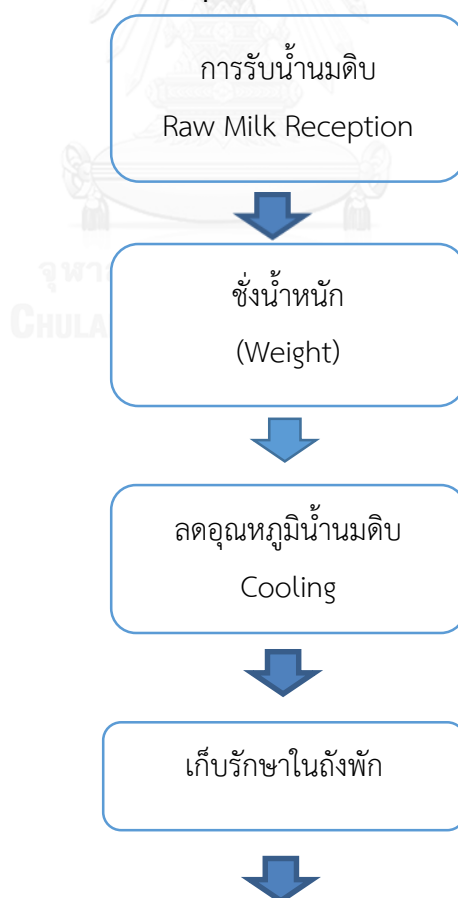 การรับน้ำนมดิบ
Raw Milk Reception
ชั่งน้ำหนัก
(Weight)
ลดอุณหภูมิน้ำนมดิบ
Cooling
เก็บรักษาในถังพัก